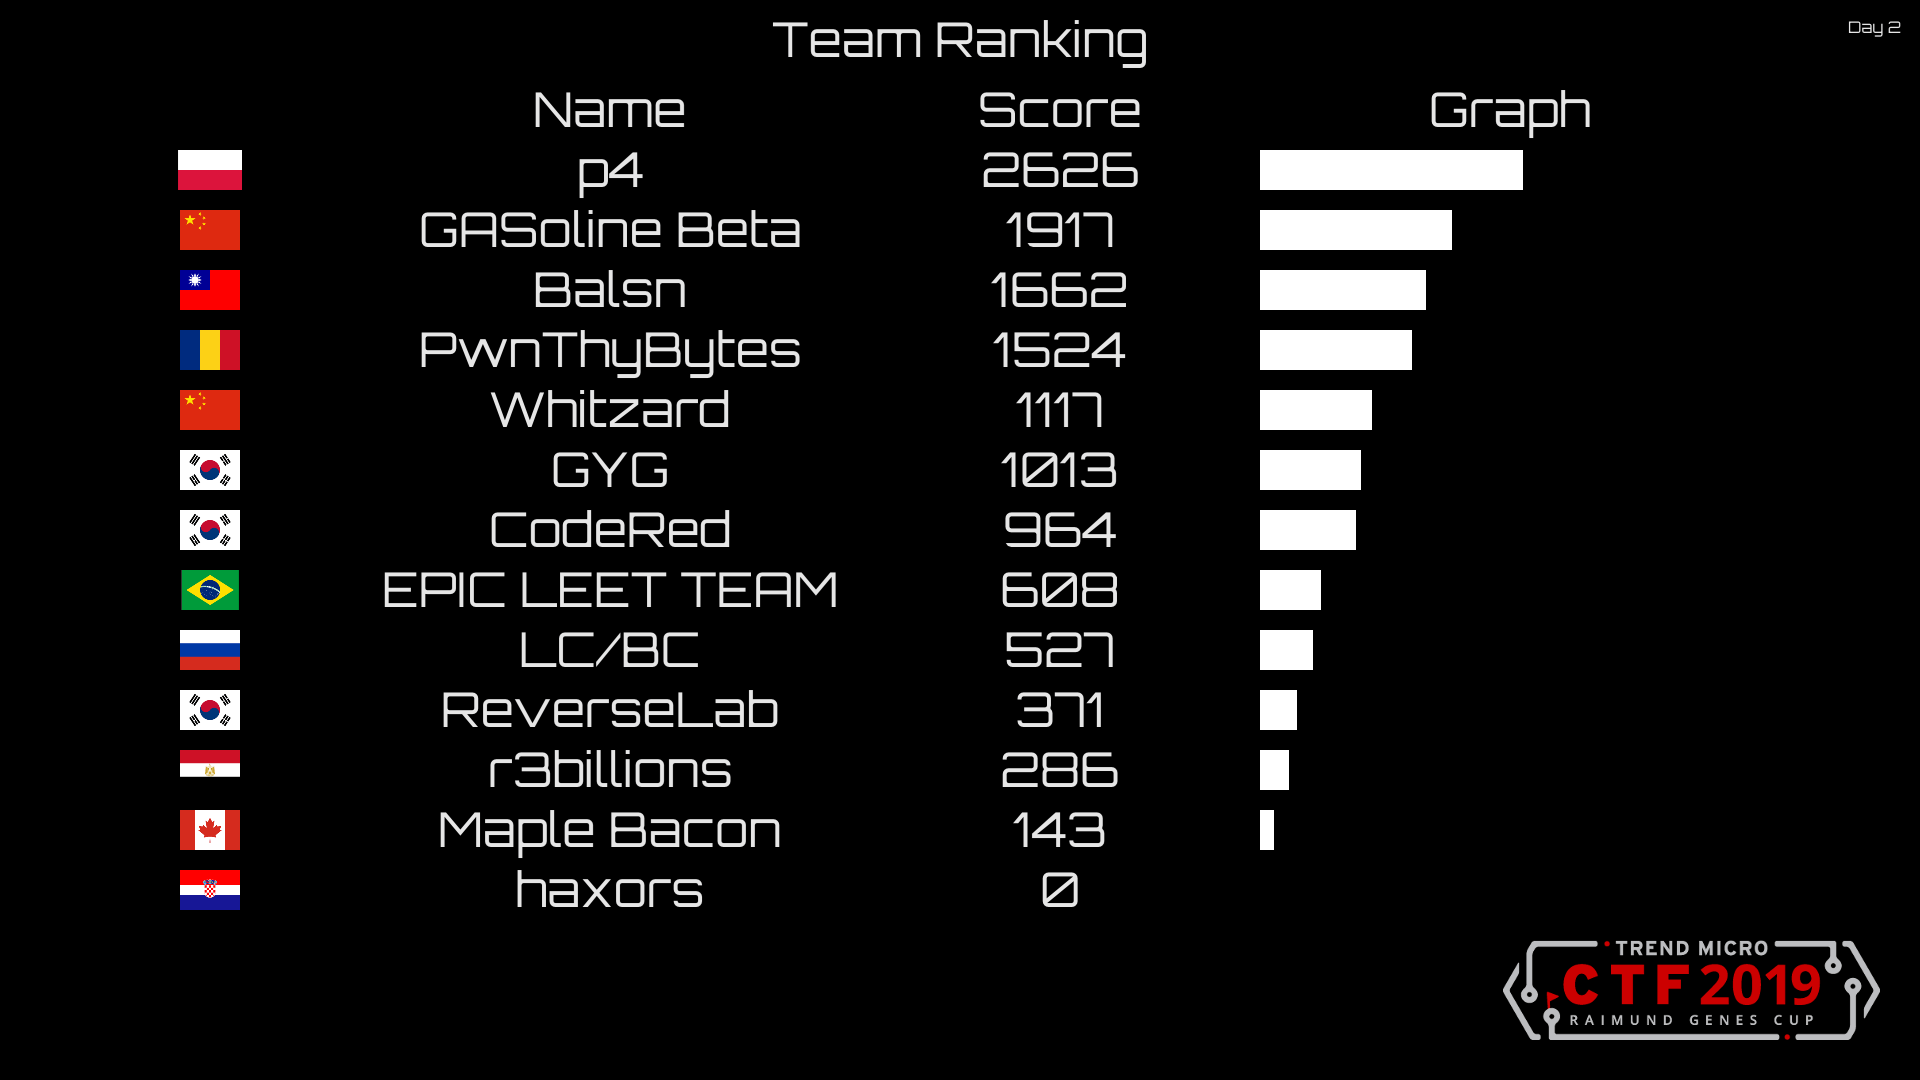 Team Ranking
Day 2
Name Score Graph
p4 2626
GASoline Beta 1917
Balsn 1662
PwnThyBytes 1524
Whitzard 1117
GYG 1013
CodeRed 964
EPIC LEET TEAM 608
LC/BC 527
ReverseLab 371
r3billions 286
Maple Bacon 143
haxors 0
TREND MICRO
CTF 2019
RAIMUND GENES CUP